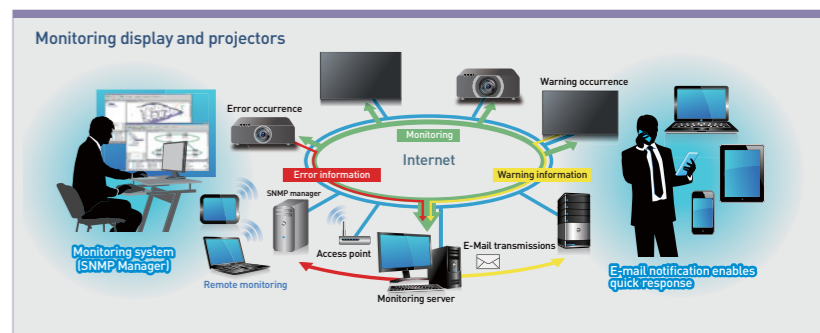 Monitoring display and projectors
Error occurrence
Warning occurrence
Monitoring
Internet
Error information
Warning information
SNMP manager
Access point
E-Mail transmissions
Monitoring system
(SNMP Manager)
Remote monitoring
Monitoring server
E-mail notification enables
quick response